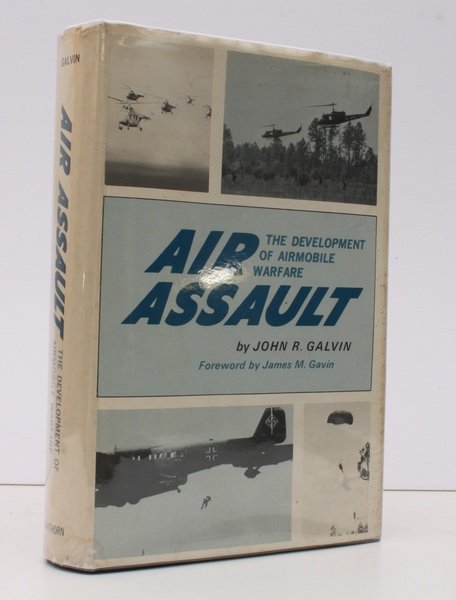 GALVIN
AIR ASSAULT
THE DEVELOPMENT OF
AIRMOBILE WARFARE
AIR
ASSAULT
THE DEVELOPMENT
OF AIRMOBILE
WARFARE
by JOHN R. GALVIN
Foreword by James M. Gavin